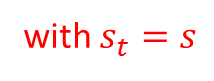 with $s_t = s$